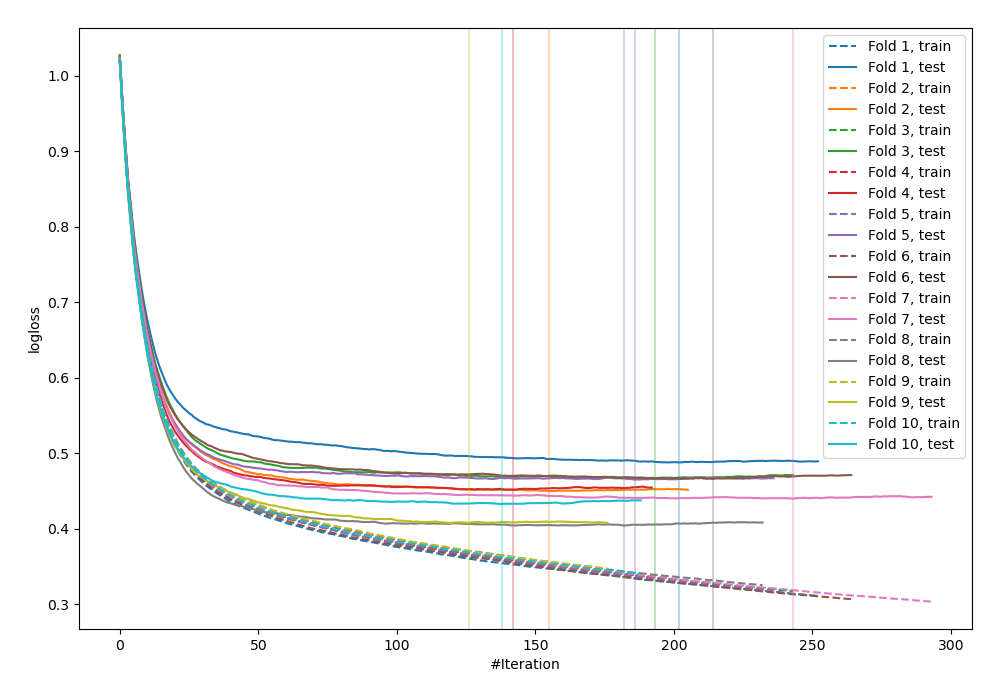 1.0
0.9
0.8
0.7
0.6
0.5
0.4
0.3
logloss
0
50
100
150
200
250
300
#Iteration
Fold 1, train
Fold 1, test
Fold 2, train
Fold 2, test
Fold 3, train
Fold 3, test
Fold 4, train
Fold 4, test
Fold 5, train
Fold 5, test
Fold 6, train
Fold 6, test
Fold 7, train
Fold 7, test
Fold 8, train
Fold 8, test
Fold 9, train
Fold 9, test
Fold 10, train
Fold 10, test